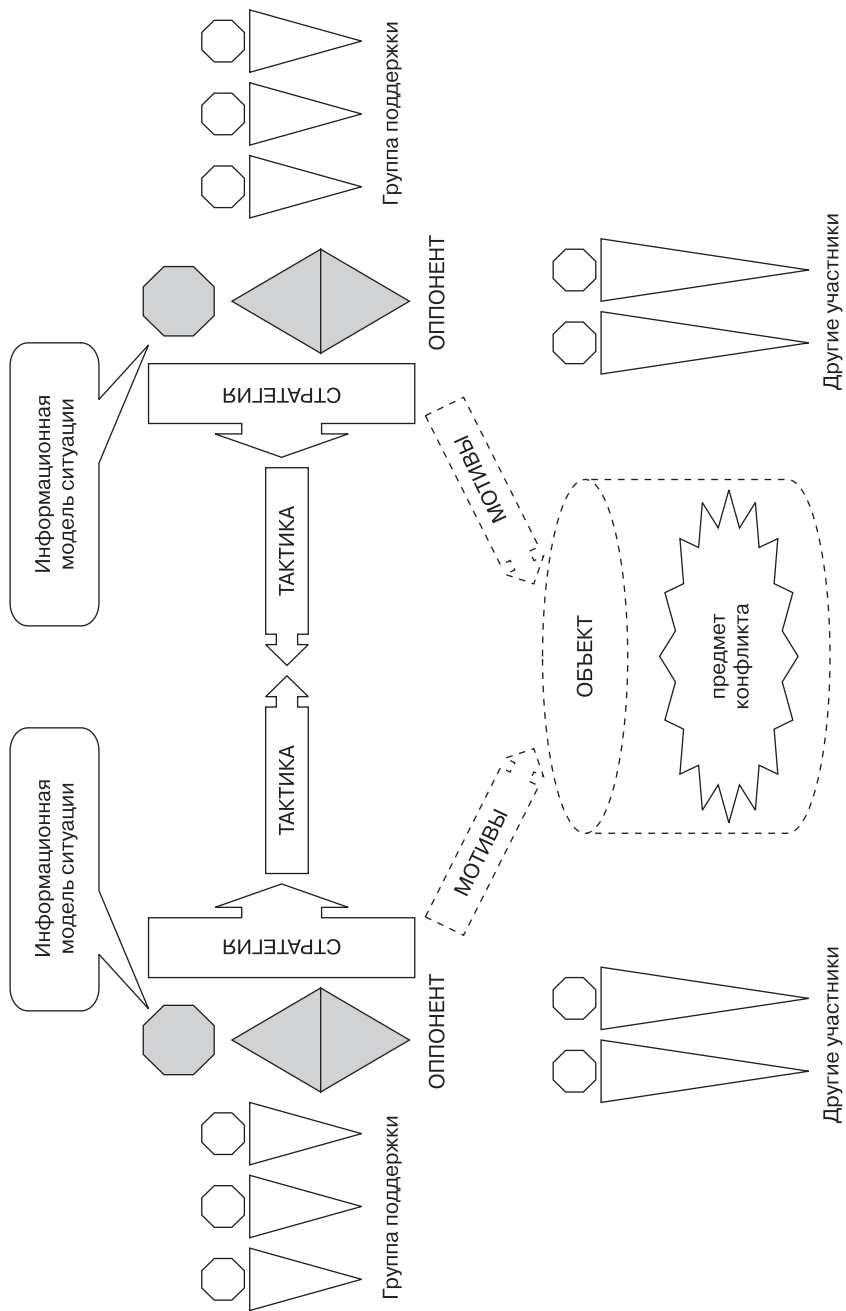 Информационная
модель ситуации
Информационная
модель ситуации
СТРАТЕГИЯ
ТАКТИКА
ТАКТИКА
СТРАТЕГИЯ
Группа поддержки
ОППОНЕНТ
МОТИВЫ
МОТИВЫ
ОППОНЕНТ
Группа поддержки
ОБЪЕКТ
предмет
конфликта
Другие участники
Другие участники